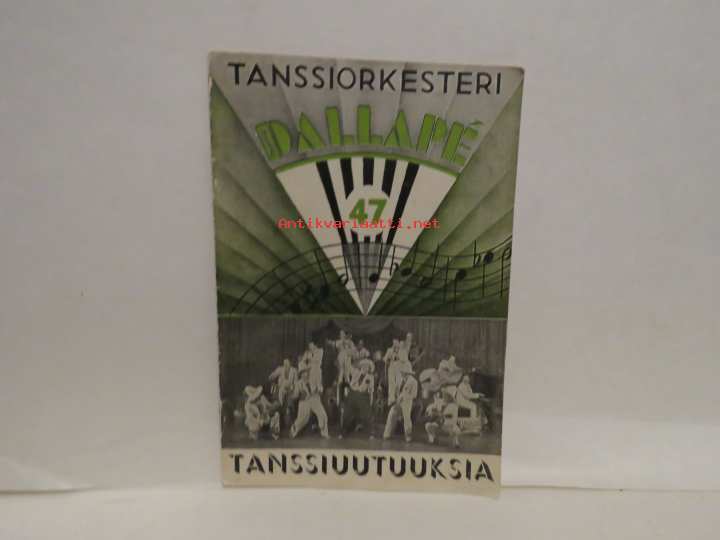 TANSSIORKESTERI
DALLAPÉ
47
Antikvariaatti.net
TANSSIUUTUUKSIA